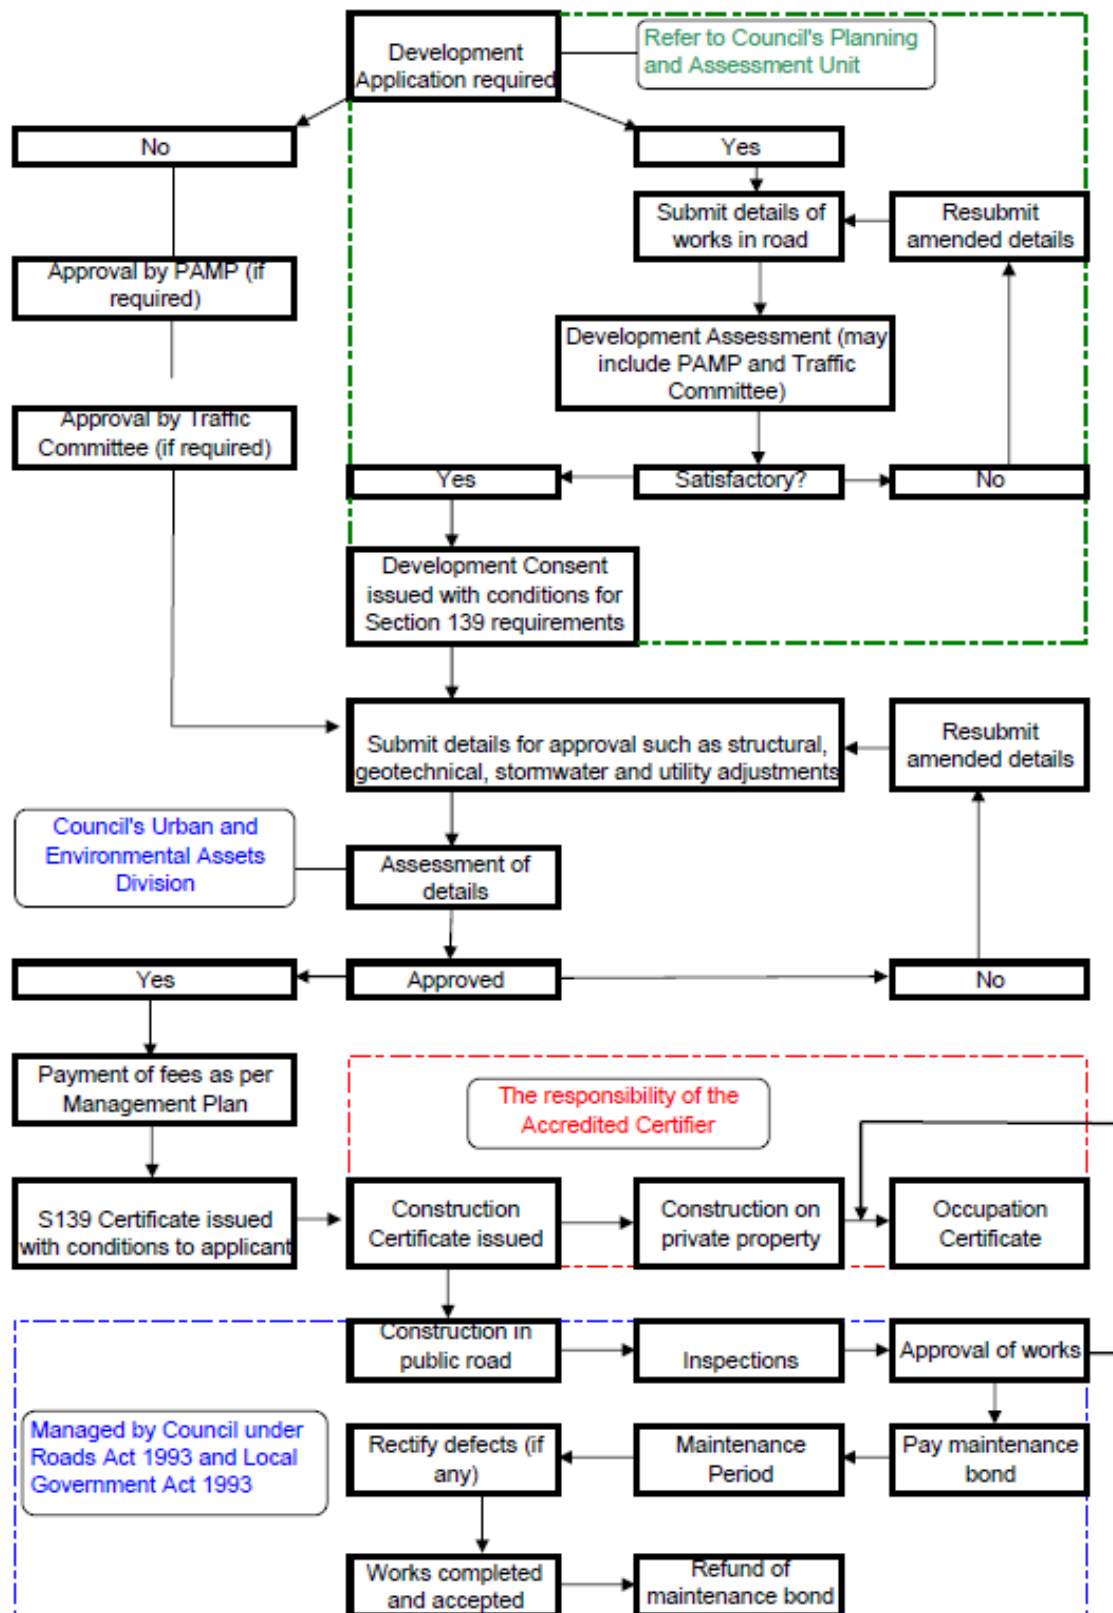 Development
Application required
Refer to Council's Planning
and Assessment Unit
No
Yes
Submit details of
works in road
Resubmit
amended details
Approval by PAMP (if
required)
Development Assessment (may
include PAMP and Traffic
Committee)
Approval by Traffic
Committee (if required)
Yes
Satisfactory?
No
Development Consent
issued with conditions for
Section 139 requirements
Submit details for approval such as structural,
geotechnical, stormwater and utility adjustments
Resubmit
amended details
Council's Urban and
Environmental Assets
Division
Assessment of
details
Yes
Approved
No
Payment of fees as per
Management Plan
The responsibility of the
Accredited Certifier
S139 Certificate issued
with conditions to applicant
Construction
Certificate issued
Construction on
private property
Occupation
Certificate
Construction in
public road
Inspections
Approval of works
Managed by Council under
Roads Act 1993 and Local
Government Act 1993
Rectify defects (if
any)
Maintenance
Period
Pay maintenance
bond
Works completed
and accepted
Refund of
maintenance bond